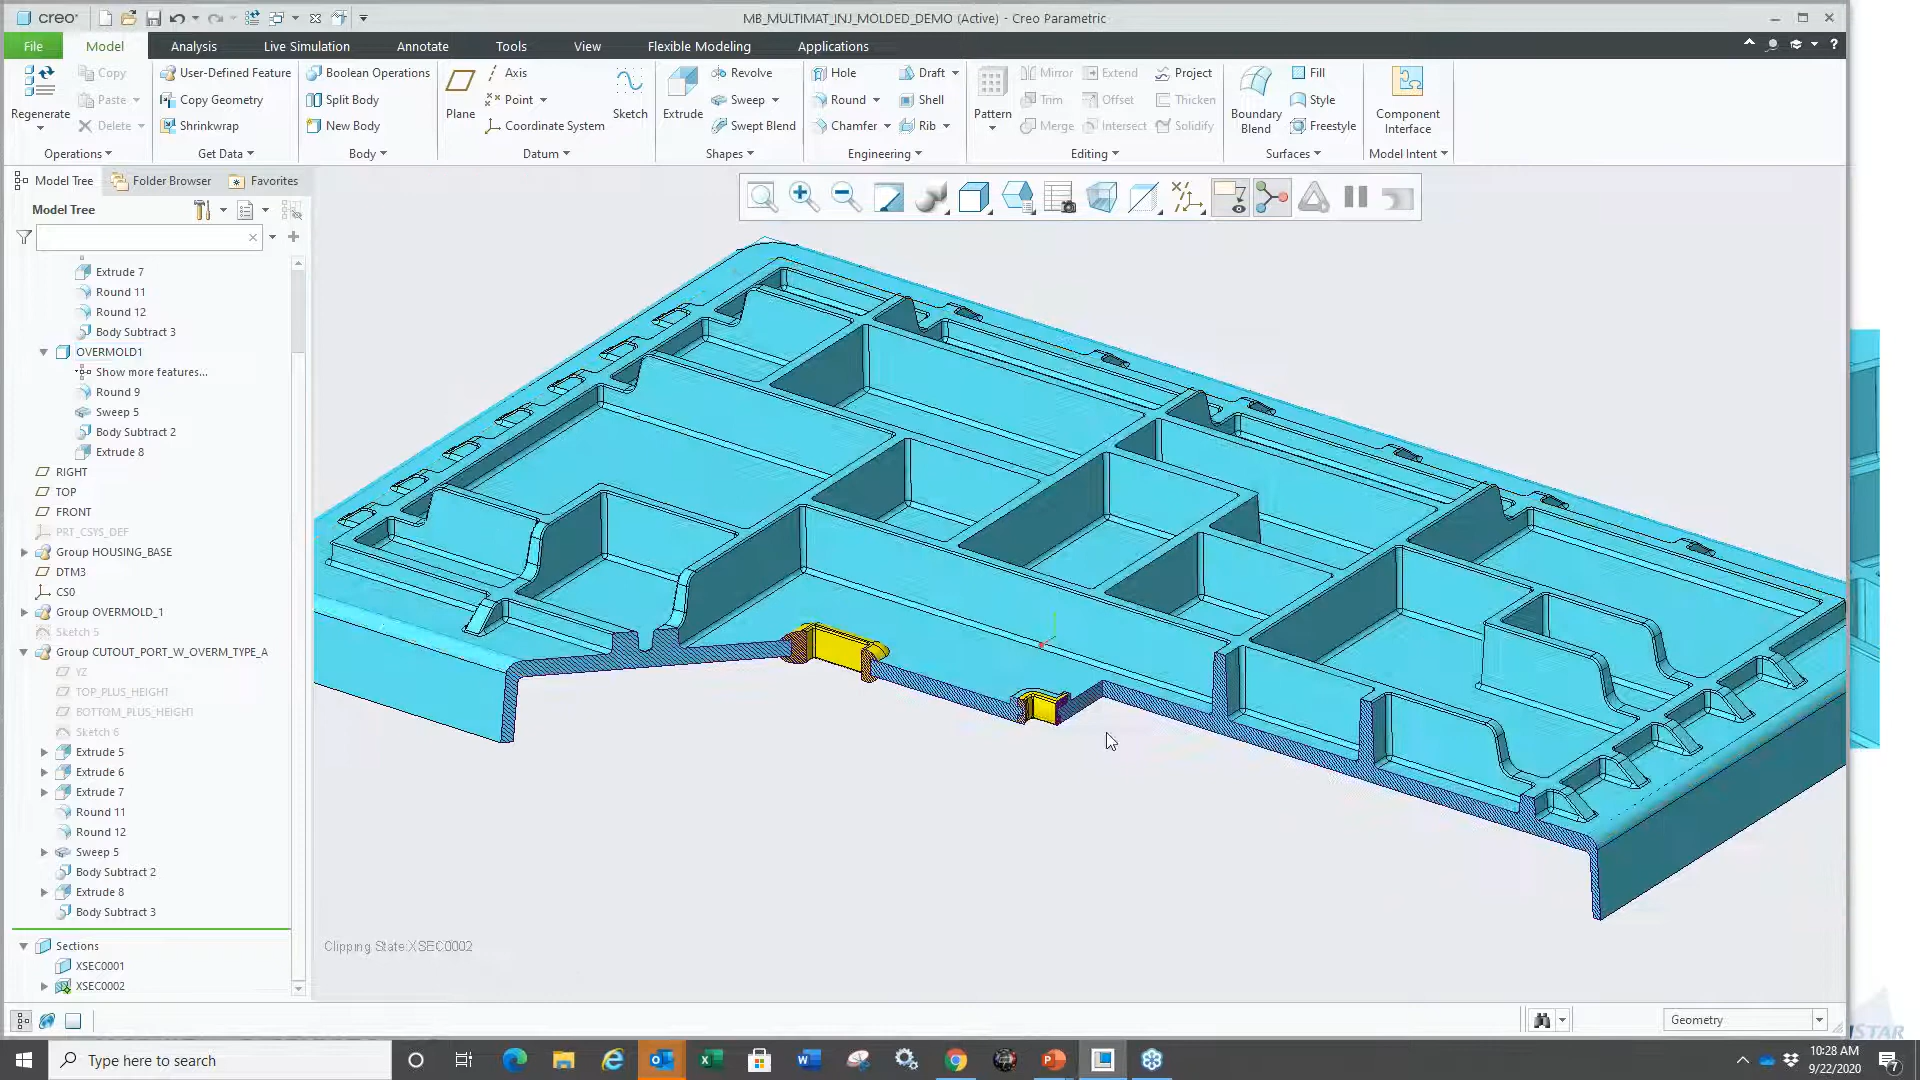 creo MB_MULTIMAT_INJ_MOLDED_DEMO (Active) - Creo Parametric
File Model Analysis Live Simulation Annotate Tools View Flexible Modeling Applications
Regenerate Copy User-Defined Feature Boolean Operations Plane Axis Sketch Extrude Revolve Hole Draft Pattern Mirror Extend Project Boundary Blend Fill Component Interface
Paste Copy Geometry Split Body Point Sweep Round Shell Trim Offset Thicken Style
Delete Shrinkwrap New Body Coordinate System Swept Blend Chamfer Rib Merge Intersect Solidify Freestyle
Operations Get Data Body Datum Shapes Engineering Editing Surfaces Model Intent
Model Tree Folder Browser Favorites
Model Tree
Extrude 7
Round 11
Round 12
Body Subtract 3
OVERMOLD1
Show more features...
Round 9
Sweep 5
Body Subtract 2
Extrude 8
RIGHT
TOP
FRONT
PRT_CSYS_DEF
Group HOUSING_BASE
DTM3
CS0
Group OVERMOLD_1
Sketch 5
Group CUTOUT_PORT_W_OVERM_TYPE_A
YZ
TOP_PLUS_HEIGHT
BOTTOM_PLUS_HEIGHT
Sketch 6
Extrude 5
Extrude 6
Extrude 7
Round 11
Round 12
Sweep 5
Body Subtract 2
Extrude 8
Body Subtract 3
Sections
XSEC0001
XSEC0002
Clipping State:XSEC0002
Geometry
Type here to search
10:28 AM
9/22/2020
7